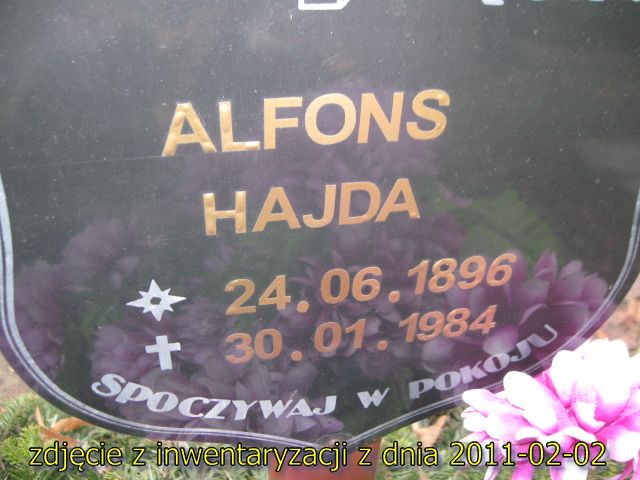 ALFONS
HAJDA
24.06.1896
30.01.1984
SPOCZYWAJ W POKOJU
zdjęcie z inwentaryzacji z dnia 2011-02-02